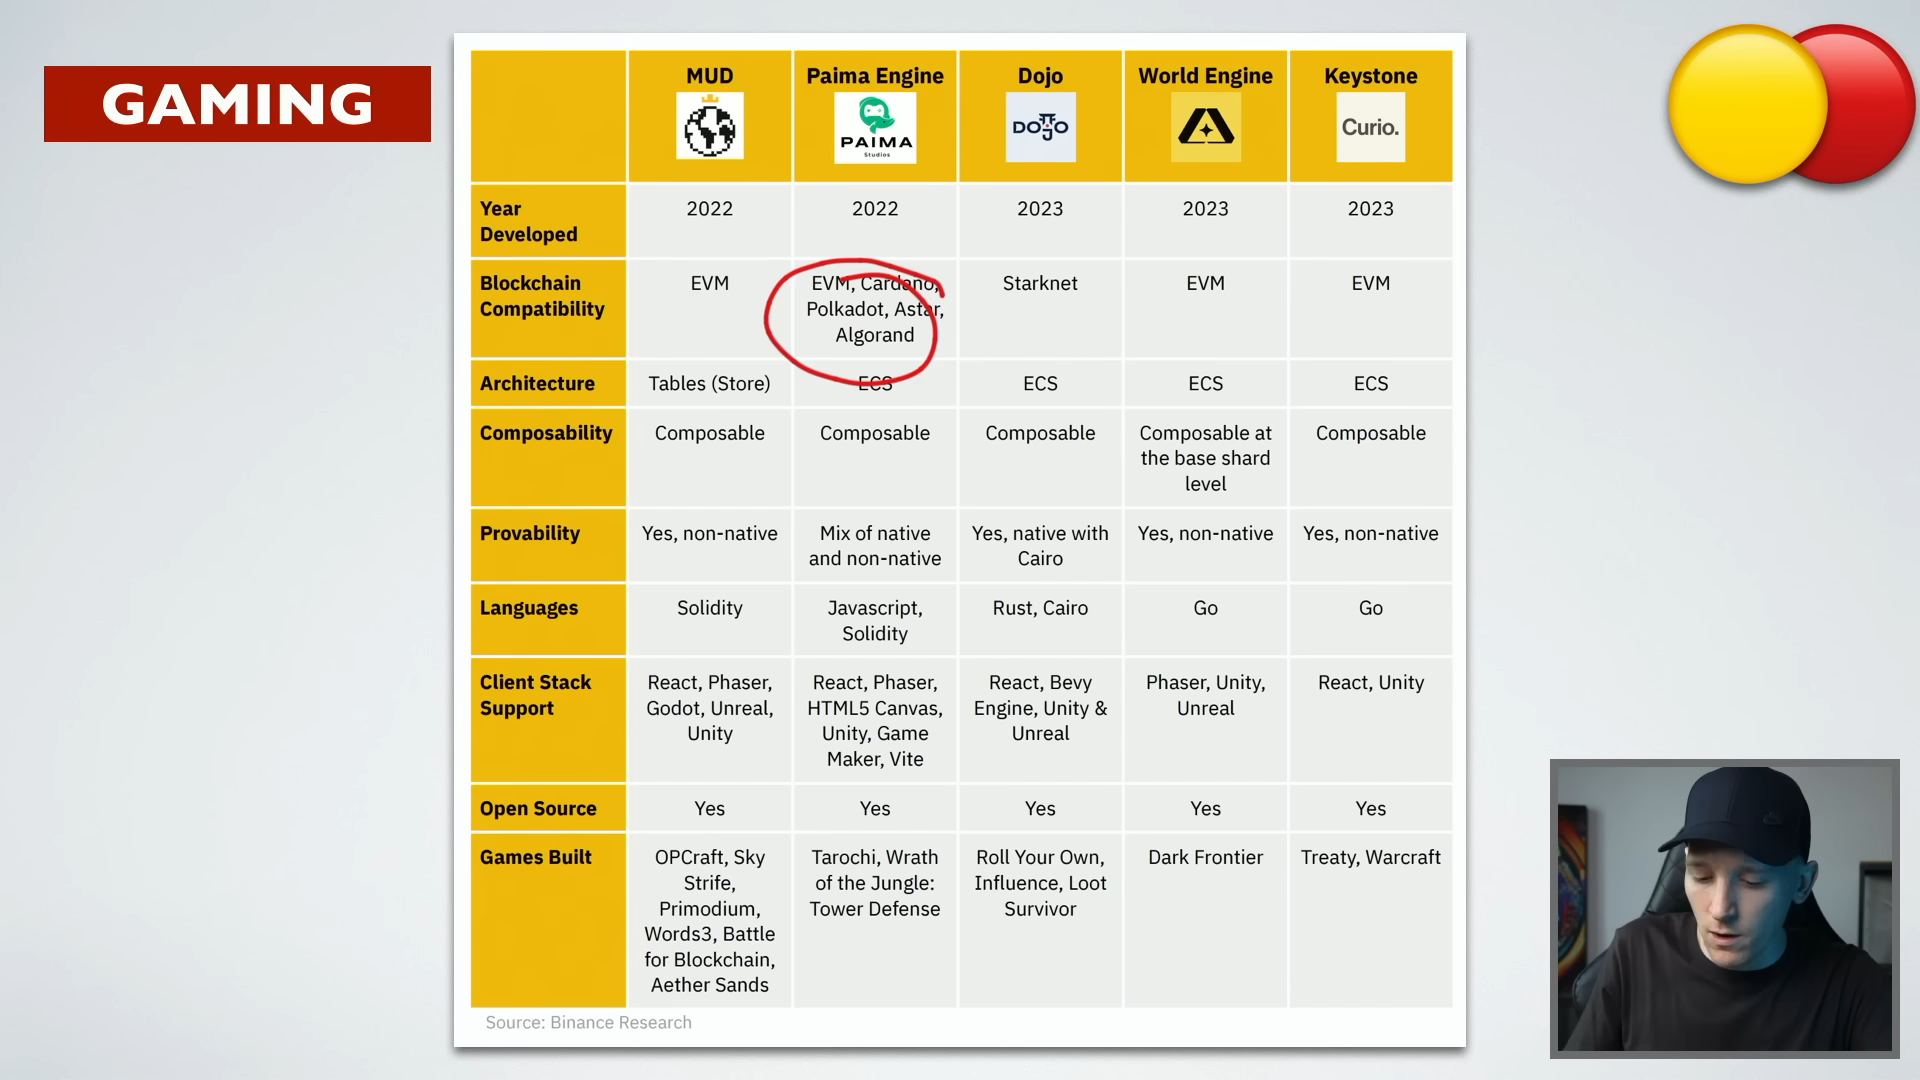 GAMING
MUD
Paima Engine
PAIMA
Studios
Dojo
DOJO
World Engine
Keystone
Curio.
Year
Developed
2022
2022
2023
2023
2023
Blockchain
Compatibility
EVM
EVM, Cardano,
Polkadot, Astar,
Algorand
Starknet
EVM
EVM
Architecture
Tables (Store)
ECS
ECS
ECS
ECS
Composability
Composable
Composable
Composable
Composable at
the base shard
level
Composable
Provability
Yes, non-native
Mix of native
and non-native
Yes, native with
Cairo
Yes, non-native
Yes, non-native
Languages
Solidity
Javascript,
Solidity
Rust, Cairo
Go
Go
Client Stack
Support
React, Phaser,
Godot, Unreal,
Unity
React, Phaser,
HTML5 Canvas,
Unity, Game
Maker, Vite
React, Bevy
Engine, Unity &
Unreal
Phaser, Unity,
Unreal
React, Unity
Open Source
Yes
Yes
Yes
Yes
Yes
Games Built
OPCraft, Sky
Strife,
Primodium,
Words3, Battle
for Blockchain,
Aether Sands
Tarochi, Wrath
of the Jungle:
Tower Defense
Roll Your Own,
Influence, Loot
Survivor
Dark Frontier
Treaty, Warcraft
Source: Binance Research